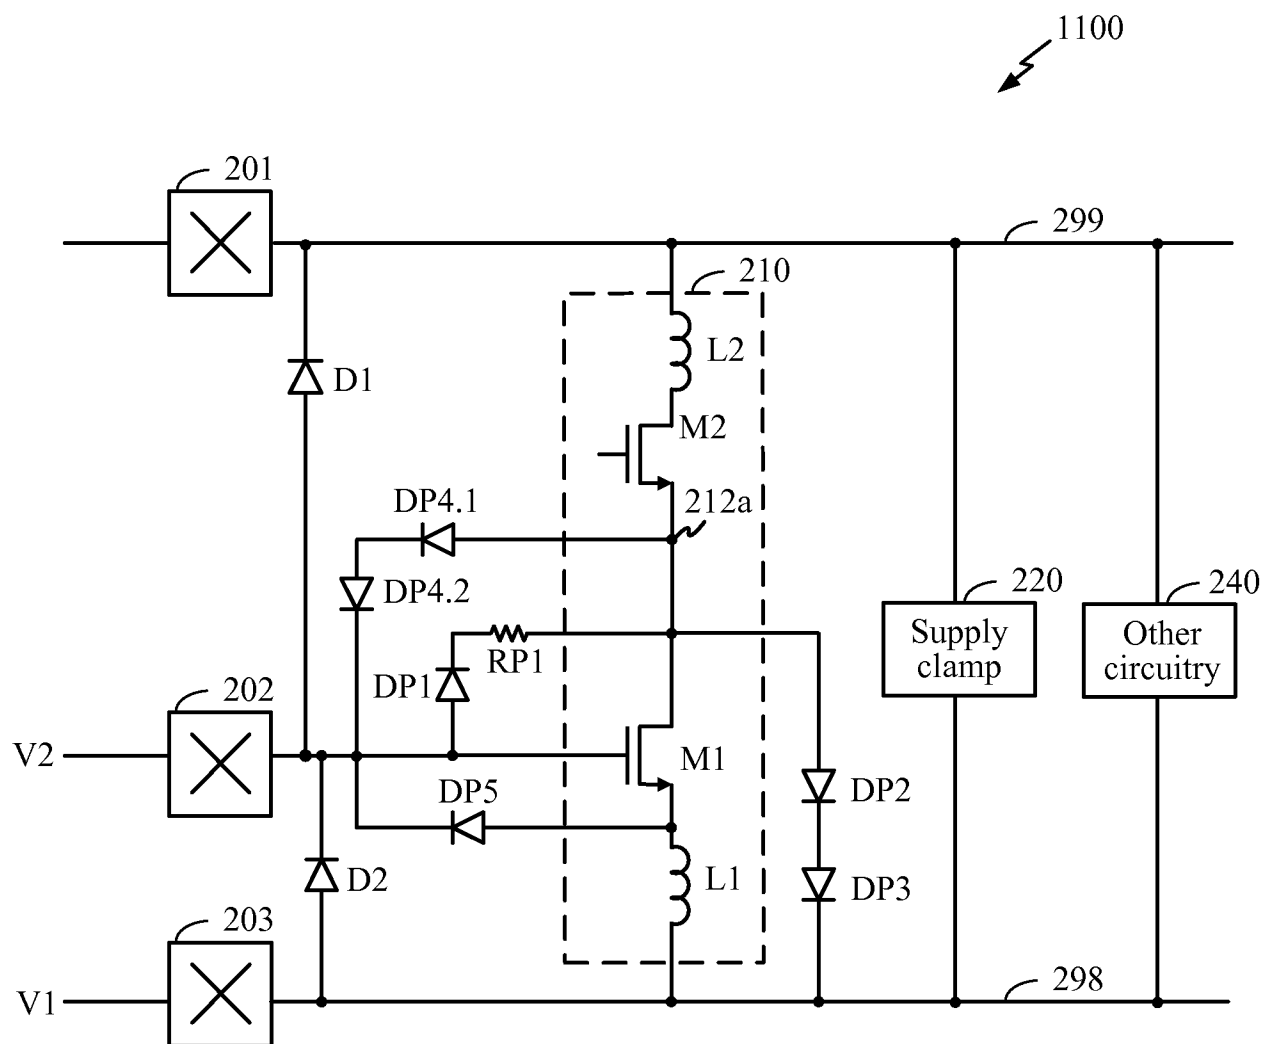 1100
201
299
210
L2
D1
M2
DP4.1
212a
DP4.2
220
240
Supply
clamp
Other
circuitry
RP1
DP1
202
V2
M1
DP5
DP2
D2
L1
DP3
203
298
V1